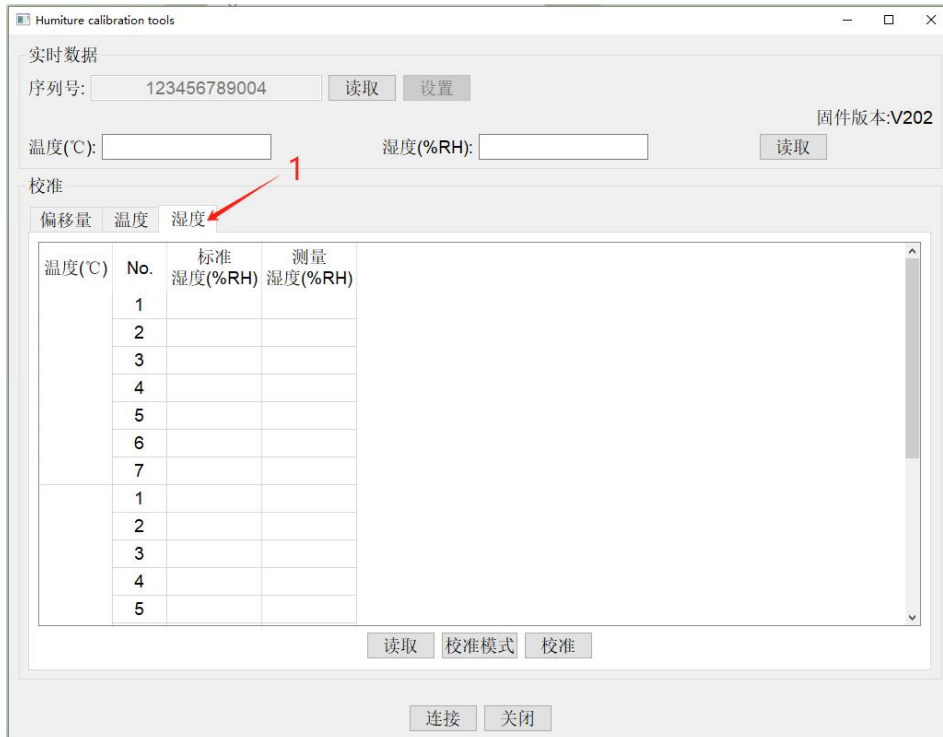 Humiture calibration tools
实时数据
序列号: 123456789004 读取 设置
固件版本:V202
温度(℃): 湿度(%RH): 读取
1
校准
偏移量 温度 湿度
温度(℃) No. 标准 湿度(%RH) 测量 湿度(%RH)
1
2
3
4
5
6
7
1
2
3
4
5
读取 校准模式 校准
连接 关闭